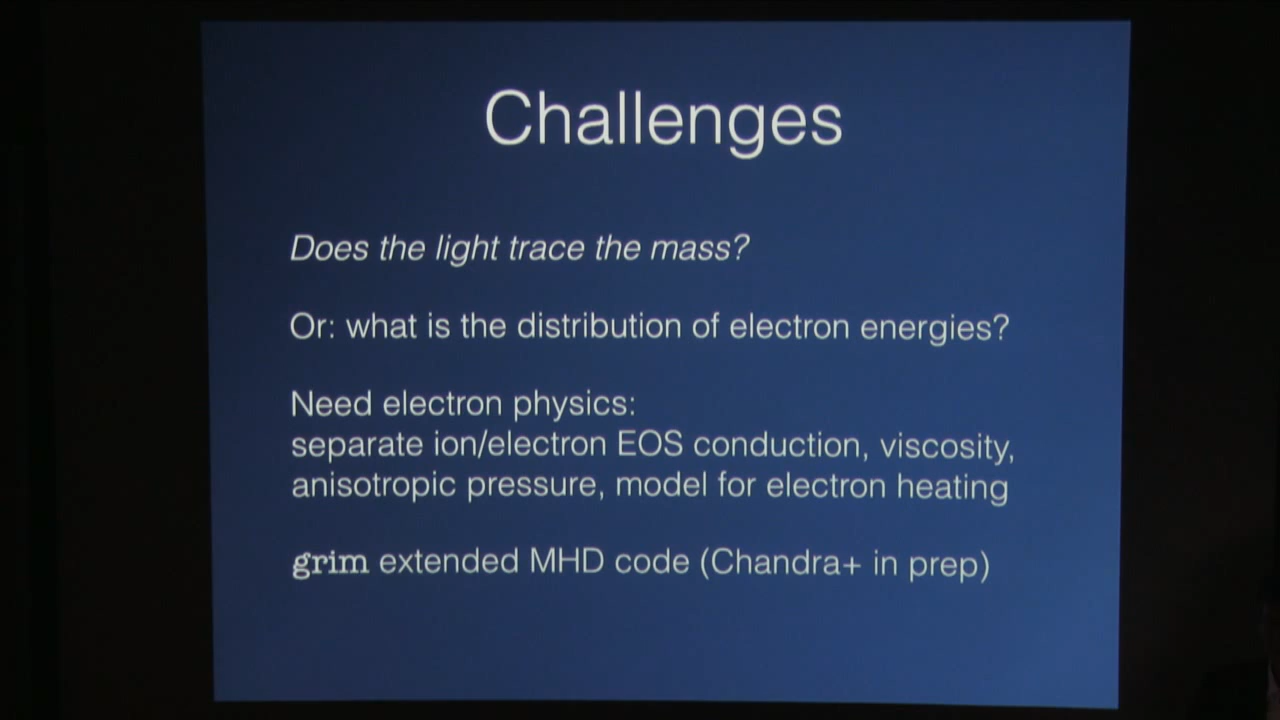 Challenges
Does the light trace the mass?
Or: what is the distribution of electron energies?
Need electron physics:
separate ion/electron EOS conduction, viscosity,
anisotropic pressure, model for electron heating
grim extended MHD code (Chandra+ in prep)